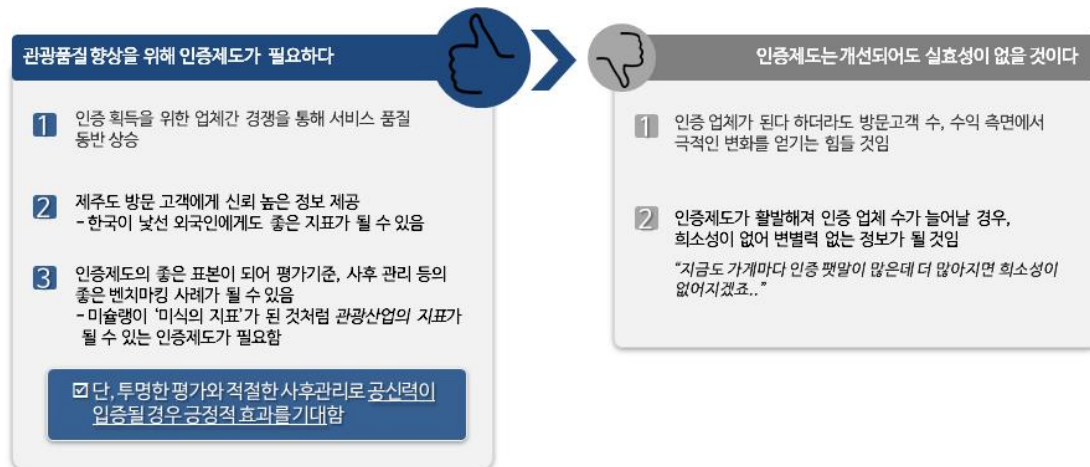 관광품질 향상을 위해 인증제도가 필요하다
1 인증 획득을 위한 업체간 경쟁을 통해 서비스 품질
동반 상승
2 제주도 방문 고객에게 신뢰 높은 정보 제공
- 한국이 낯선 외국인에게도 좋은 지표가 될 수 있음
3 인증제도의 좋은 표본이 되어 평가기준, 사후 관리 등의
좋은 벤치마킹 사례가 될 수 있음
- 미슐랭이 '미식의 지표'가 된 것처럼 관광산업의 지표가
될 수 있는 인증제도가 필요함
☑ 단, 투명한 평가와 적절한 사후관리로 공신력이
입증될 경우 긍정적 효과를 기대함
인증제도는 개선되어도 실효성이 없을 것이다
1 인증 업체가 된다 하더라도 방문고객 수, 수익 측면에서
극적인 변화를 얻기는 힘들 것임
2 인증제도가 활발해져 인증 업체 수가 늘어날 경우,
희소성이 없어 변별력 없는 정보가 될 것임
"지금도 가게마다 인증 팻말이 많은데 더 많아지면 희소성이
없어지겠죠.."